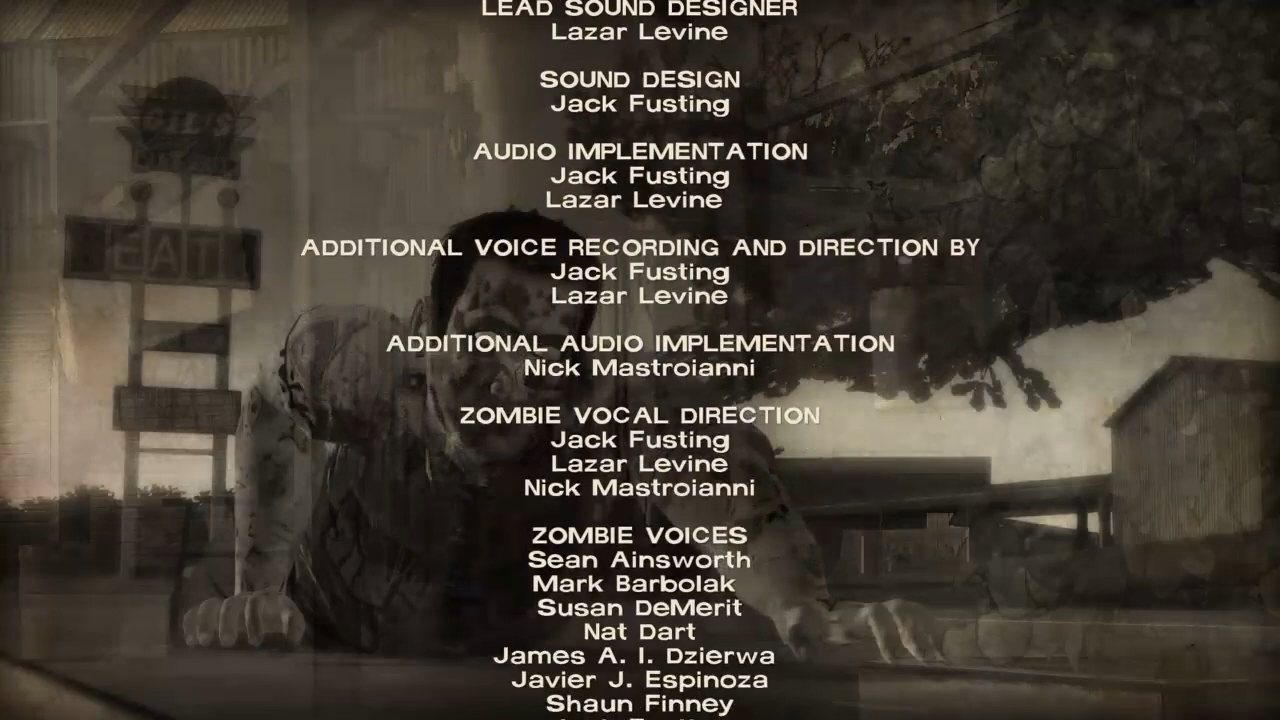 LEAD SOUND DESIGNER
Lazar Levine
SOUND DESIGN
Jack Fusting
AUDIO IMPLEMENTATION
Jack Fusting
Lazar Levine
ADDITIONAL VOICE RECORDING AND DIRECTION BY
Jack Fusting
Lazar Levine
ADDITIONAL AUDIO IMPLEMENTATION
Nick Mastroianni
ZOMBIE VOCAL DIRECTION
Jack Fusting
Lazar Levine
Nick Mastroianni
ZOMBIE VOICES
Sean Ainsworth
Mark Barbolak
Susan DeMerit
Nat Dart
James A. I. Dzierwa
Javier J. Espinoza
Shaun Finney
EAT